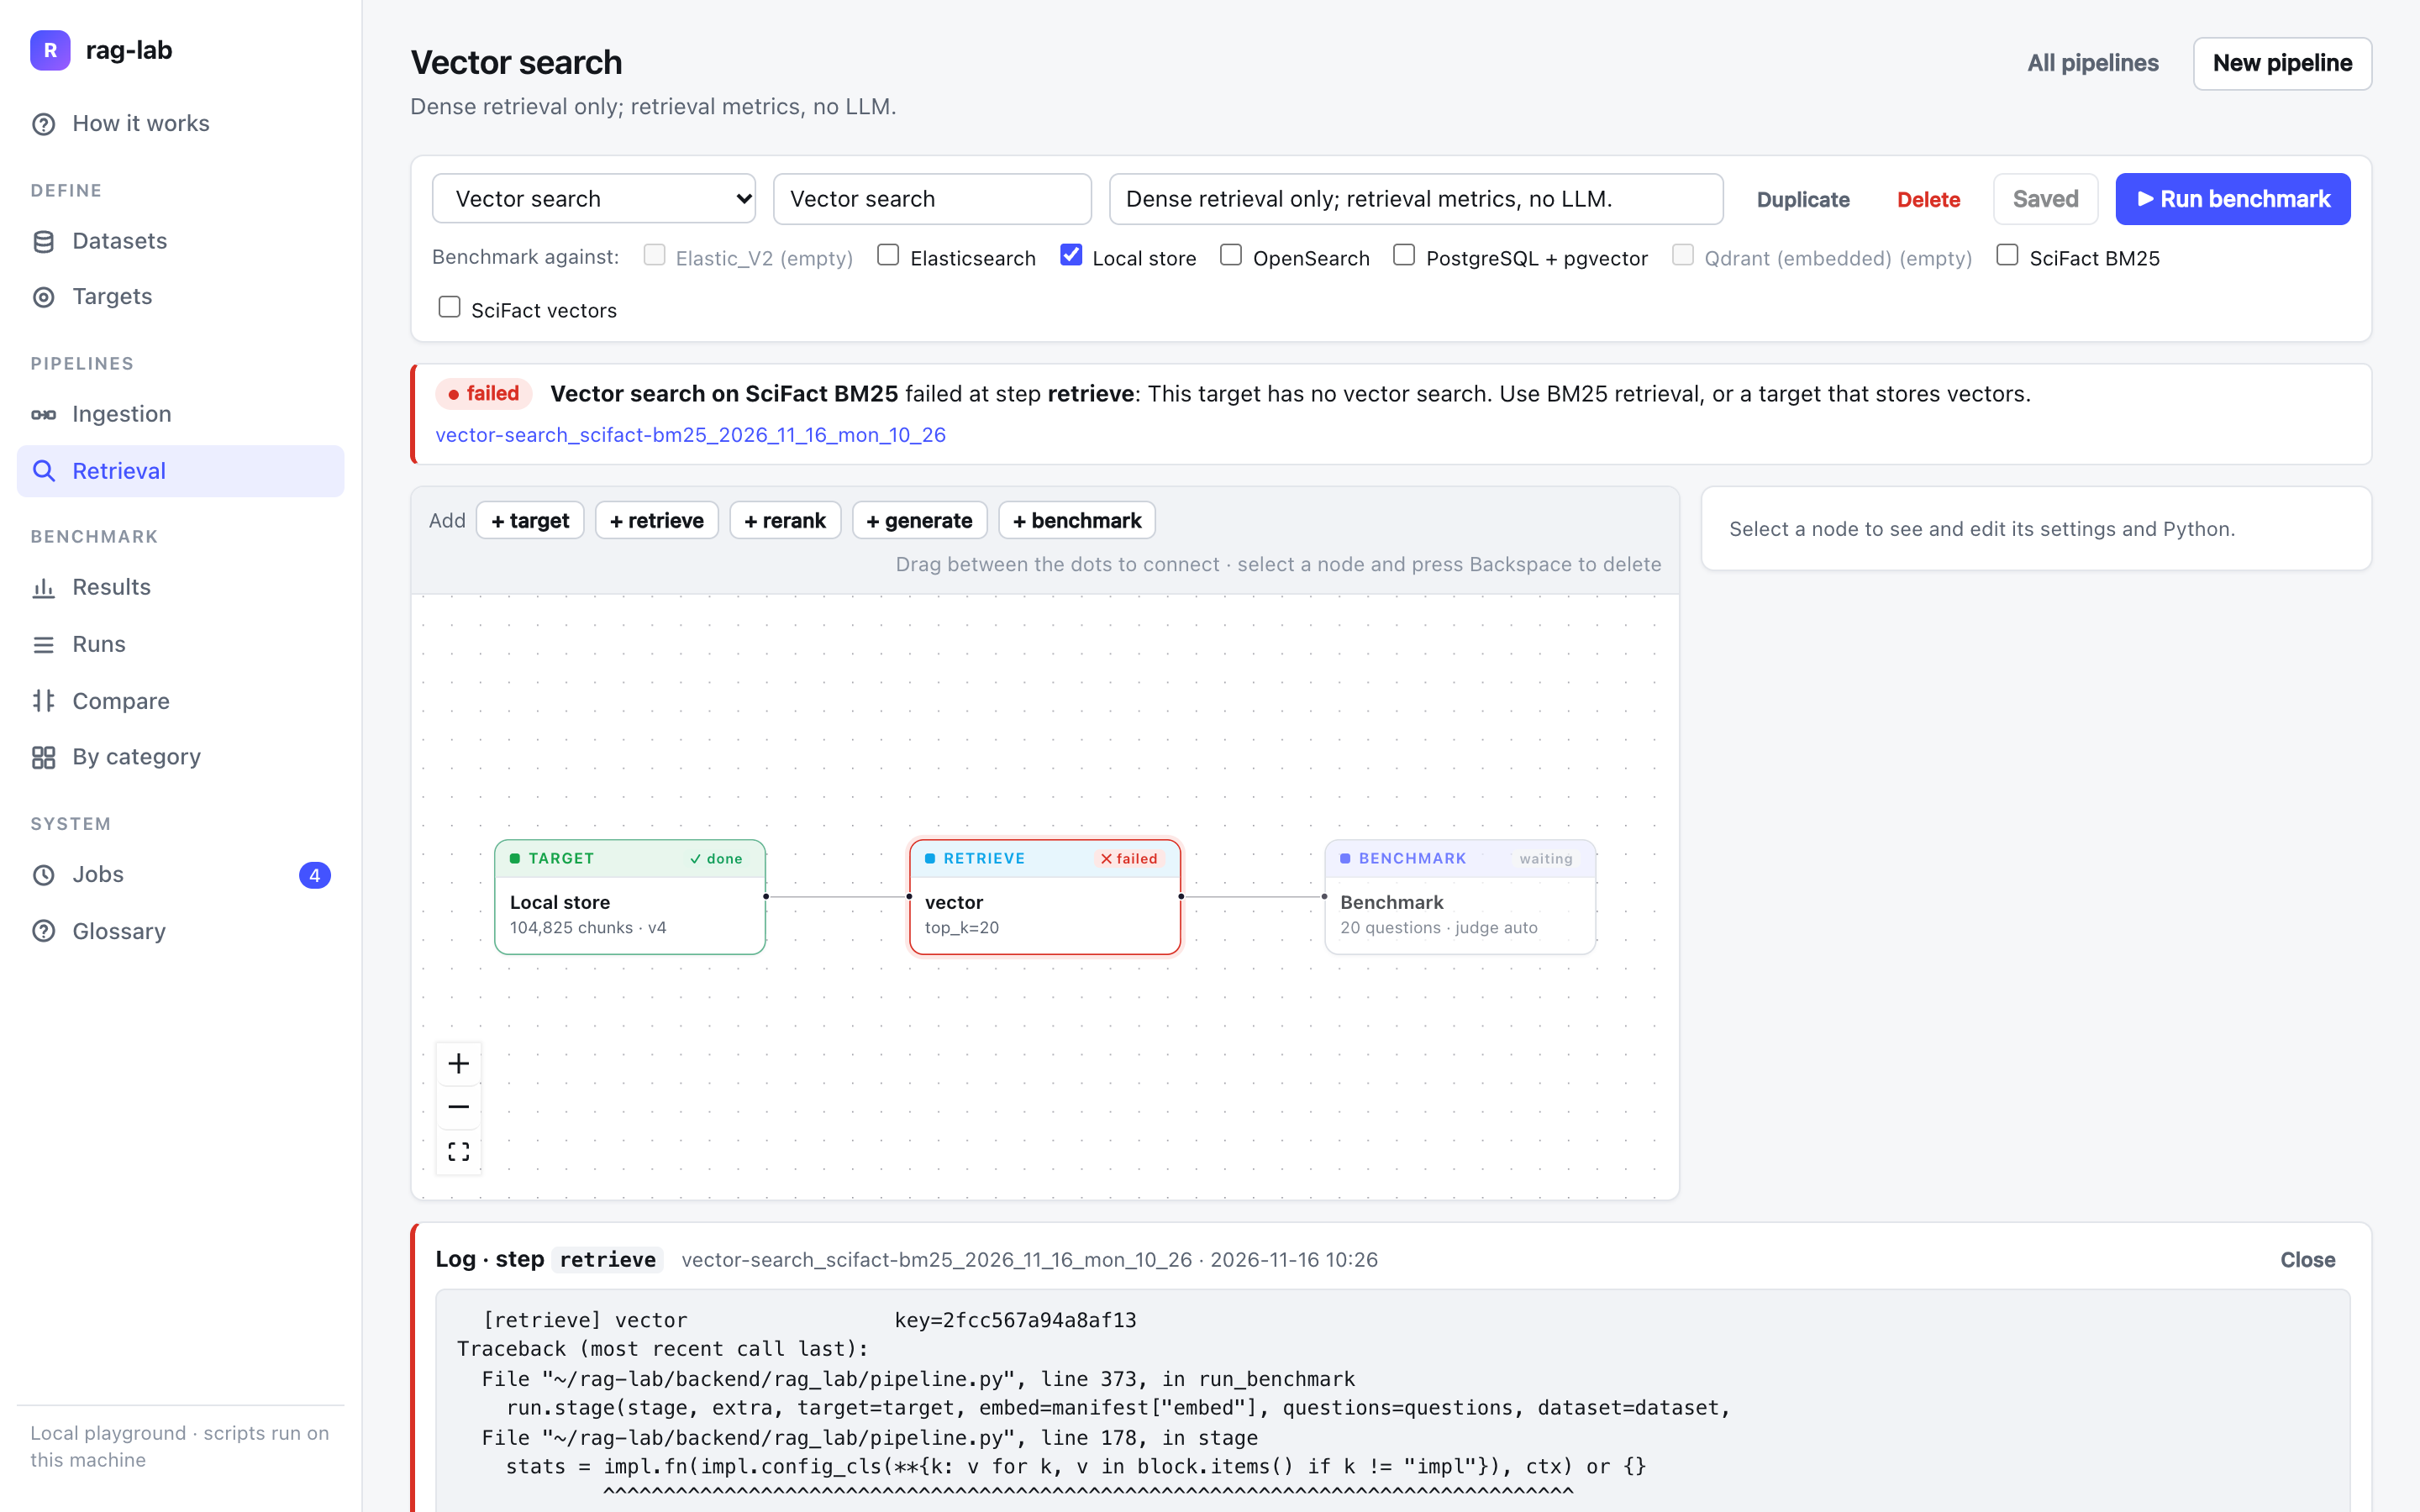 R rag-lab
How it works
DEFINE
Datasets
Targets
PIPELINES
Ingestion
Retrieval
BENCHMARK
Results
Runs
Compare
By category
SYSTEM
Jobs 4
Glossary
Local playground · scripts run on
this machine
Vector search
Dense retrieval only; retrieval metrics, no LLM.
All pipelines New pipeline
Vector search Vector search Dense retrieval only; retrieval metrics, no LLM. Duplicate Delete Saved ▶ Run benchmark
Benchmark against: Elastic_V2 (empty) Elasticsearch Local store OpenSearch PostgreSQL + pgvector Qdrant (embedded) (empty) SciFact BM25
SciFact vectors
failed Vector search on SciFact BM25 failed at step retrieve: This target has no vector search. Use BM25 retrieval, or a target that stores vectors.
vector-search_scifact-bm25_2026_11_16_mon_10_26
Add + target + retrieve + rerank + generate + benchmark
Drag between the dots to connect · select a node and press Backspace to delete
Select a node to see and edit its settings and Python.
TARGET ✓ done
Local store
104,825 chunks · v4
RETRIEVE ✕ failed
vector
top_k=20
BENCHMARK waiting
Benchmark
20 questions · judge auto
Log · step retrieve vector-search_scifact-bm25_2026_11_16_mon_10_26 · 2026-11-16 10:26 Close
[retrieve] vector key=2fcc567a94a8af13
Traceback (most recent call last):
File "~/rag-lab/backend/rag_lab/pipeline.py", line 373, in run_benchmark
run.stage(stage, extra, target=target, embed=manifest["embed"], questions=questions, dataset=dataset,
File "~/rag-lab/backend/rag_lab/pipeline.py", line 178, in stage
stats = impl.fn(impl.config_cls(**{k: v for k, v in block.items() if k != "impl"}), ctx) or {}
^^^^^^^^^^^^^^^^^^^^^^^^^^^^^^^^^^^^^^^^^^^^^^^^^^^^^^^^^^^^^^^^^^^^^^^^^^^^^^^^